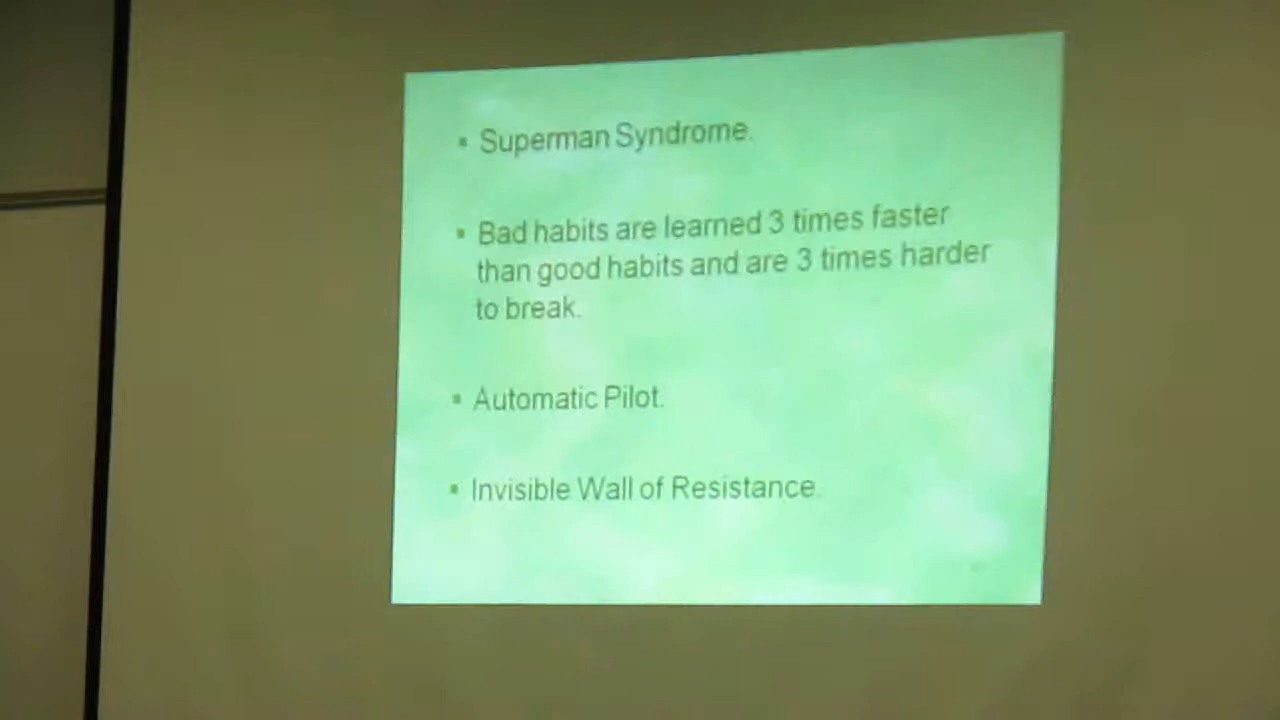 • Superman Syndrome.
• Bad habits are learned 3 times faster
than good habits and are 3 times harder
to break.
• Automatic Pilot.
• Invisible Wall of Resistance.